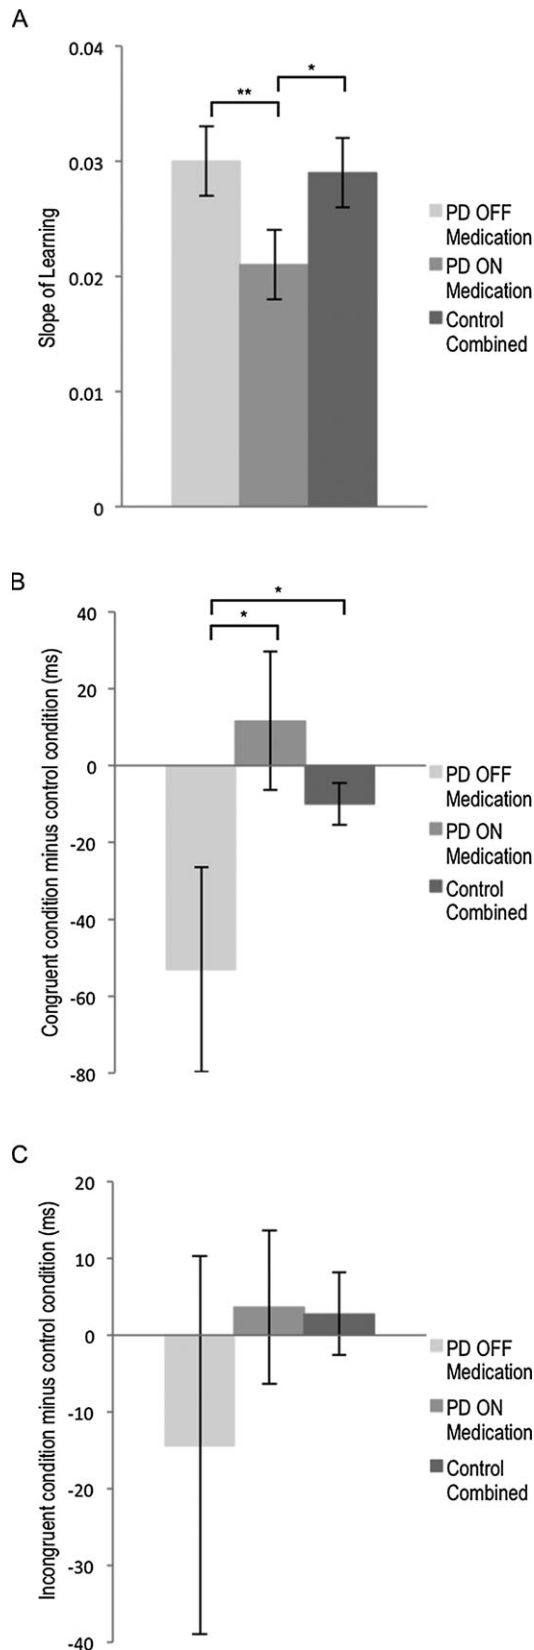 A
0.04
0.03
0.02
0.01
0
Slope of Learning
**
*
PD OFF
Medication
PD ON
Medication
Control
Combined
B
40
20
0
-20
-40
-60
-80
Congruent condition minus control condition (ms)
*
*
PD OFF
Medication
PD ON
Medication
Control
Combined
C
20
10
0
-10
-20
-30
-40
Incongruent condition minus control condition (ms)
PD OFF
Medication
PD ON
Medication
Control
Combined